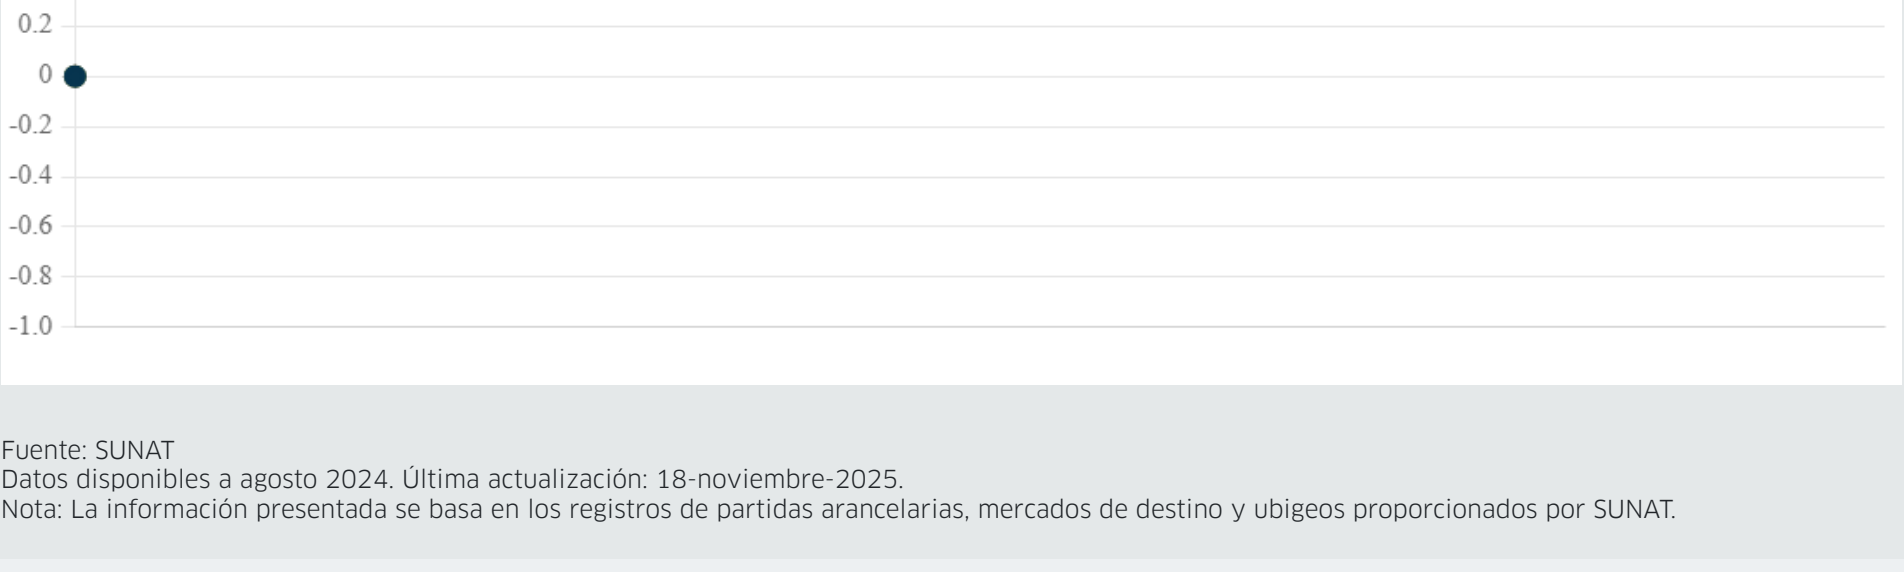 0.2
0
-0.2
-0.4
-0.6
-0.8
-1.0
Fuente: SUNAT
Datos disponibles a agosto 2024. Última actualización: 18-noviembre-2025.
Nota: La información presentada se basa en los registros de partidas arancelarias, mercados de destino y ubigeos proporcionados por SUNAT.